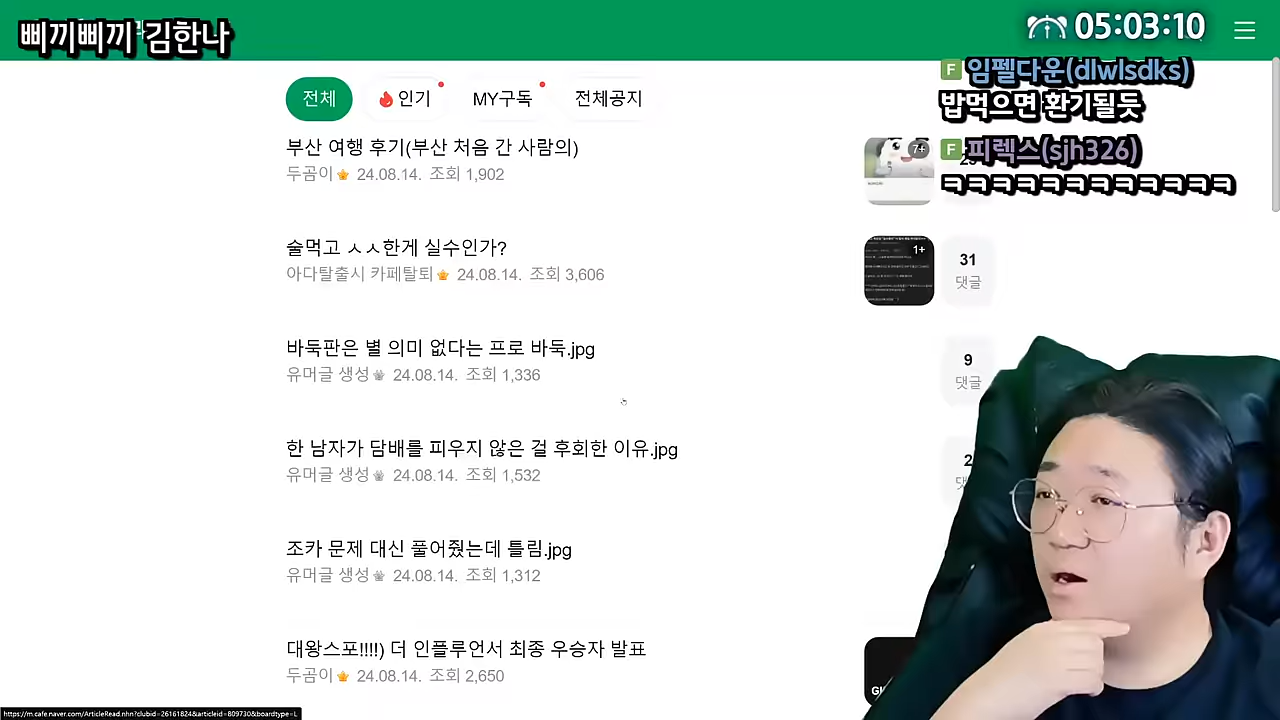 삐끼삐끼 김한나
05:03:10
전체
인기
MY구독
전체공지
F 임펠다운(dlwlsdks)
밥먹으면 환기될듯
F 피렉스(sjh326)
ㅋㅋㅋㅋㅋㅋㅋㅋㅋㅋㅋㅋ
부산 여행 후기(부산 처음 간 사람의)
두곰이 24.08.14. 조회 1,902
7+
술먹고 ㅅㅅ한게 실수인가?
아다탈출시 카페탈퇴 24.08.14. 조회 3,606
1+
31
댓글
바둑판은 별 의미 없다는 프로 바둑.jpg
유머글 생성 24.08.14. 조회 1,336
9
댓글
한 남자가 담배를 피우지 않은 걸 후회한 이유.jpg
유머글 생성 24.08.14. 조회 1,532
조카 문제 대신 풀어줬는데 틀림.jpg
유머글 생성 24.08.14. 조회 1,312
대왕스포!!!!) 더 인플루언서 최종 우승자 발표
두곰이 24.08.14. 조회 2,650
https://m.cafe.naver.com/ArticleRead.nhn?clubid=26161824&articleid=809730&boardtype=L